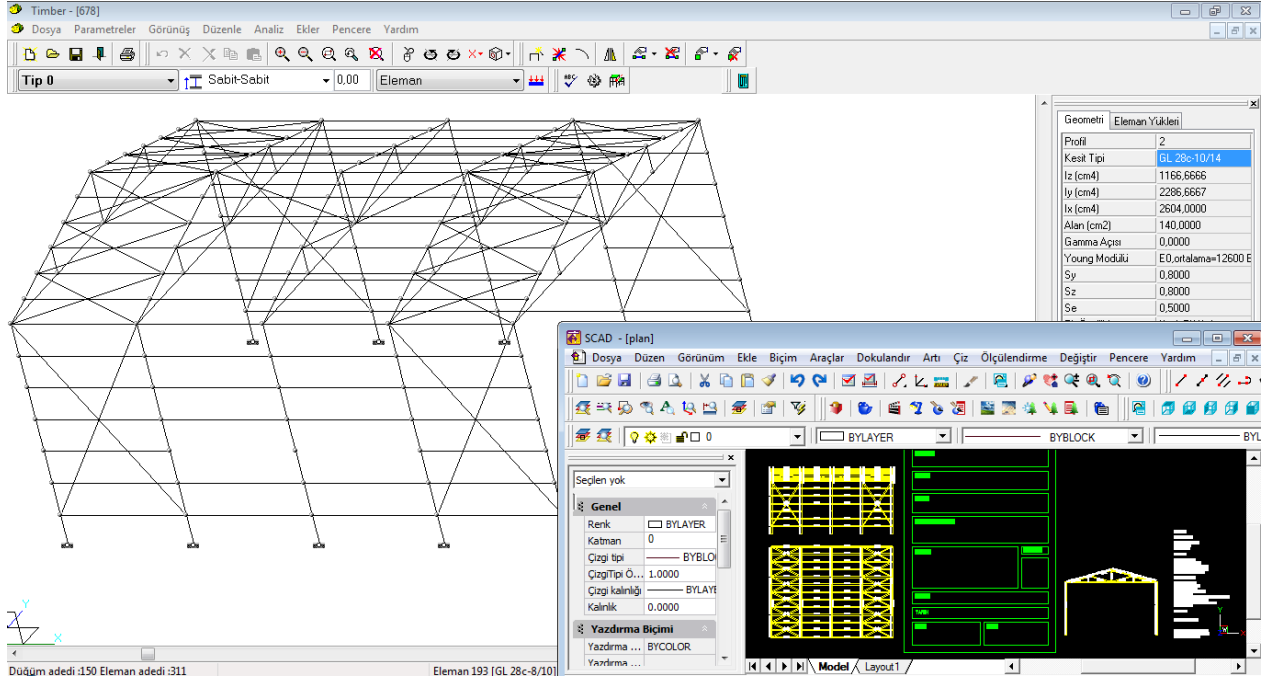 Timber - [678]
Dosya Parametreler Görünüş Düzenle Analiz Ekler Pencere Yardım
Tip 0 Sabit-Sabit 0,00 Eleman
Geometri Eleman Yükleri
Profil 2
Kesit Tipi GL 28c-10/14
Iz (cm4) 1166,6666
Iy (cm4) 2286,6667
Ix (cm4) 2604,0000
Alan (cm2) 140,0000
Gamma Açısı 0,0000
Young Modülü E0,ortalama=12600 E
Sy 0,8000
Sz 0,8000
Se 0,5000
SCAD - [plan]
Dosya Düzen Görünüm Ekle Biçim Araçlar Dokulandır Artı Çiz Ölçülendirme Değiştir Pencere Yardım
0 BYLAYER BYBLOCK BYL
Seçilen yok
Genel
Renk BYLAYER
Katman 0
Çizgi tipi BYBLO
ÇizgiTipi Ö... 1.0000
Çizgi kalınlığı BYLAYE
Kalınlık 0.0000
Yazdırma Biçimi
Yazdırma ... BYCOLOR
Yazdırma ...
Y
X
Model Layout1
Düğüm adedi :150 Eleman adedi :311
Eleman 193 [GL 28c-8/10]